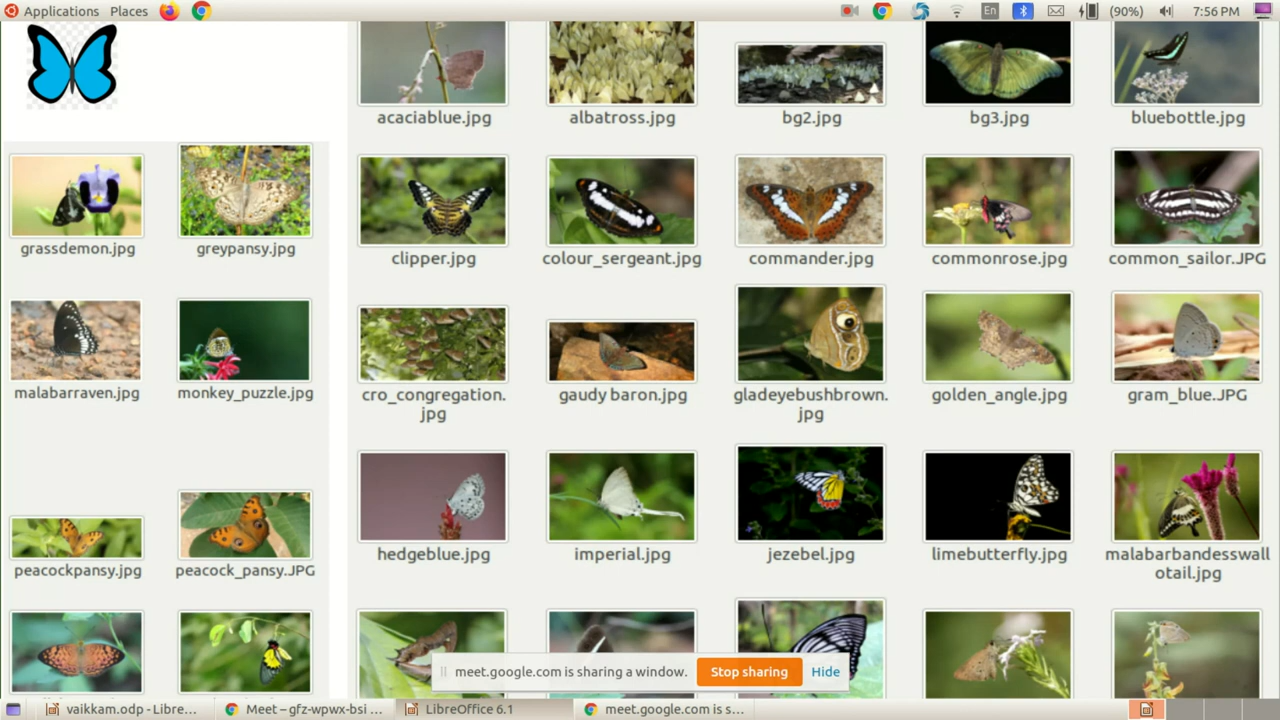 Applications Places
En (90%) 7:56 PM
acaciablue.jpg albatross.jpg bg2.jpg bg3.jpg bluebottle.jpg
grassdemon.jpg greypansy.jpg clipper.jpg colour_sergeant.jpg commander.jpg commonrose.jpg common_sailor.JPG
malabarraven.jpg monkey_puzzle.jpg cro_congregation.
jpg gaudy baron.jpg gladeyebushbrown.
jpg golden_angle.jpg gram_blue.JPG
hedgeblue.jpg imperial.jpg jezebel.jpg limebutterfly.jpg malabarbandesswall
otail.jpg
peacockpansy.jpg peacock_pansy.JPG
meet.google.com is sharing a window. Stop sharing Hide
vaikkam.odp - Libre... Meet – gfz-wpwx-bsi ... LibreOffice 6.1 meet.google.com is s...